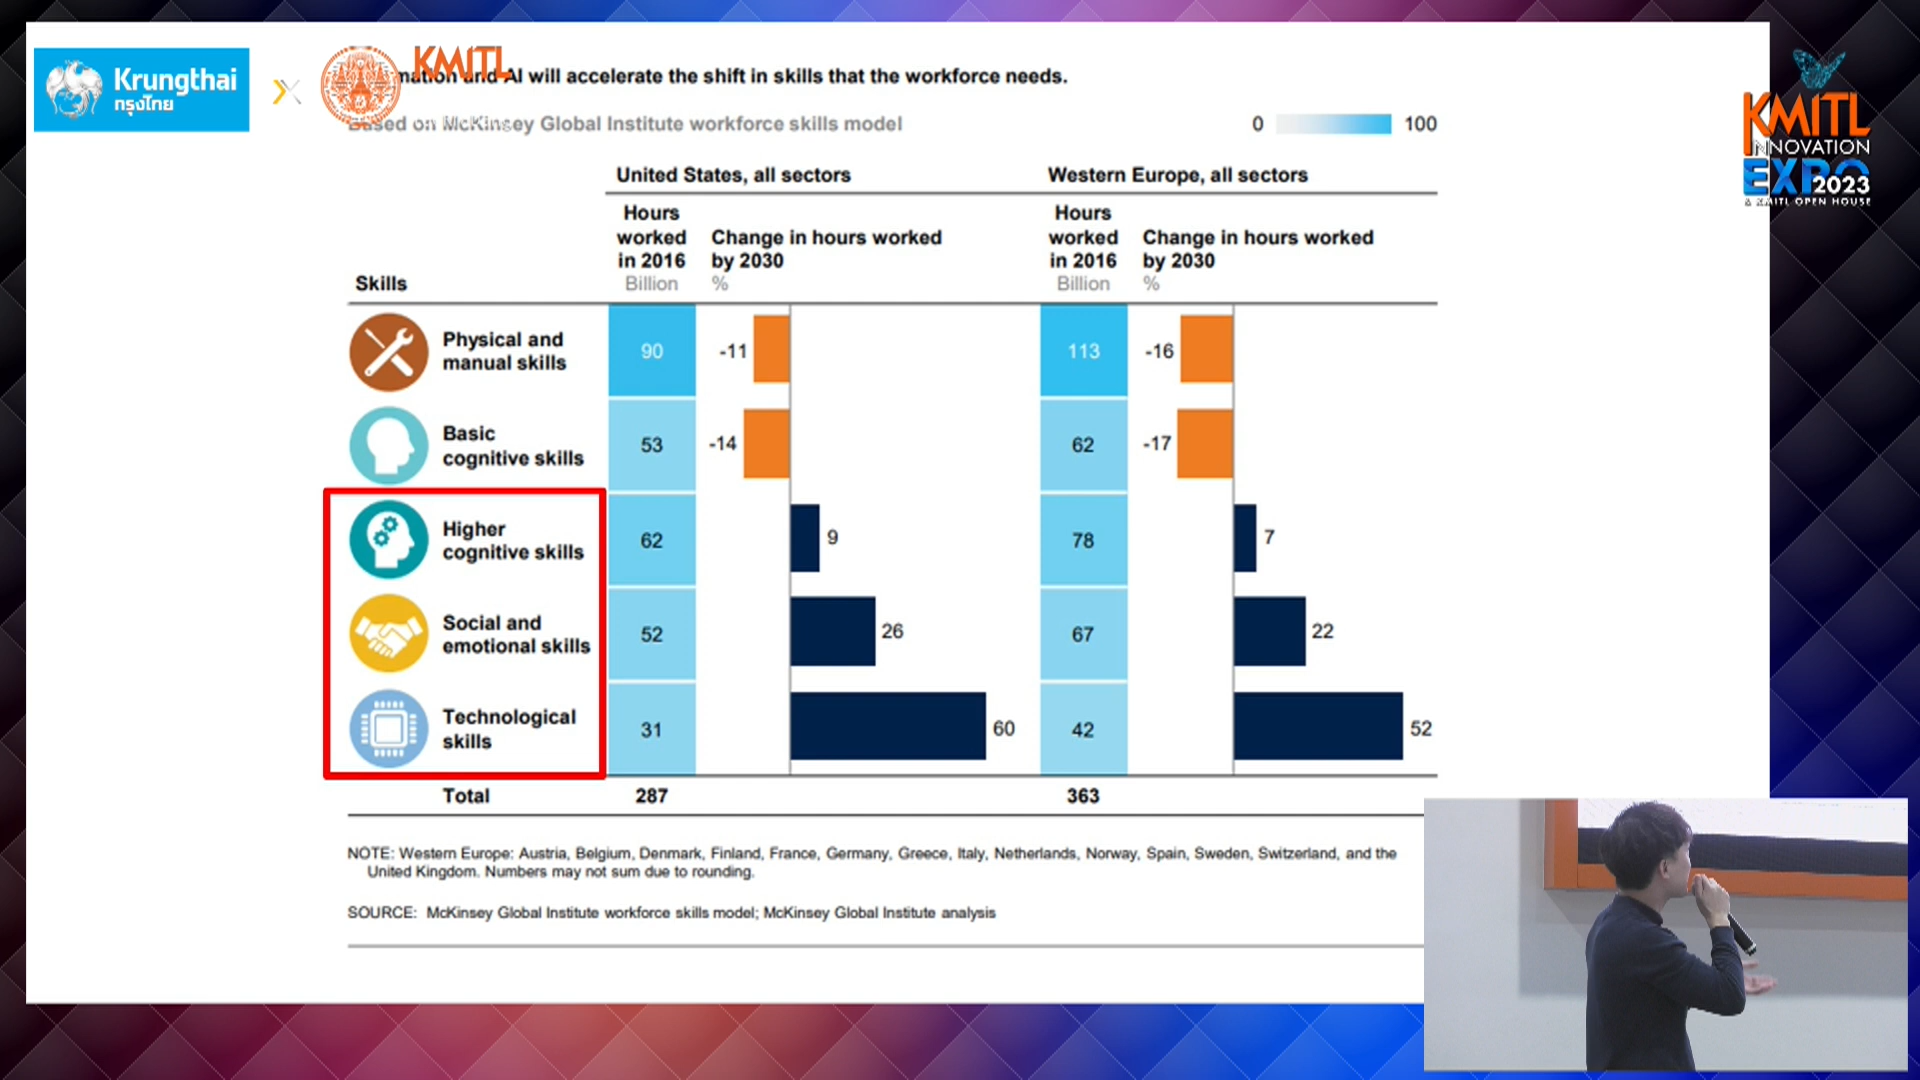 Krungthai
กรุงไทย
KMITL
and AI will accelerate the shift in skills that the workforce needs.
Based on McKinsey Global Institute workforce skills model
0 100
KMITL
INNOVATION
EXPO
2023
& KMITL OPEN HOUSE
United States, all sectors
Western Europe, all sectors
Skills
Hours
worked
in 2016
Billion
Change in hours worked
by 2030
%
Hours
worked
in 2016
Billion
Change in hours worked
by 2030
%
Physical and
manual skills
90 -11 113 -16
Basic
cognitive skills
53 -14 62 -17
Higher
cognitive skills
62 9 78 7
Social and
emotional skills
52 26 67 22
Technological
skills
31 60 42 52
Total 287 363
NOTE: Western Europe: Austria, Belgium, Denmark, Finland, France, Germany, Greece, Italy, Netherlands, Norway, Spain, Sweden, Switzerland, and the
United Kingdom. Numbers may not sum due to rounding.
SOURCE: McKinsey Global Institute workforce skills model; McKinsey Global Institute analysis